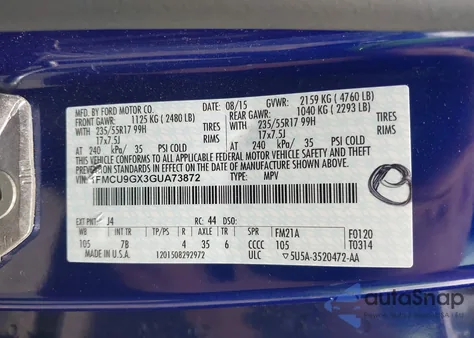 MFD. BY FORD MOTOR CO.
DATE: 08/15 GVWR: 2159 KG ( 4760 LB)
FRONT GAWR: 1125 KG ( 2480 LB) REAR GAWR: 1040 KG ( 2293 LB)
235/55R17 99H TIRES 235/55R17 99H TIRES
17x7.5J RIMS 17x7.5J RIMS
AT 240 kPa/ 35 PSI COLD AT 240 kPa/ 35 PSI COLD
THIS VEHICLE CONFORMS TO ALL APPLICABLE FEDERAL MOTOR VEHICLE SAFETY
AND THEFT PREVENTION STANDARDS IN EFFECT ON THE DATE OF MANUFACTURE SHOWN ABOVE.
VIN: 1FMCU9GX3GUA73872 TYPE: MPV
EXT PNT: J4 RC: 44 DSO:
WB INT TR TP/PS R AXLE TR SPR FM21A F0120
105 7B 4 35 6 CCCC 105 T0314
MADE IN U.S.A. 1201508292972 ULC ▽5U5A-3520472-AA
autoSnap